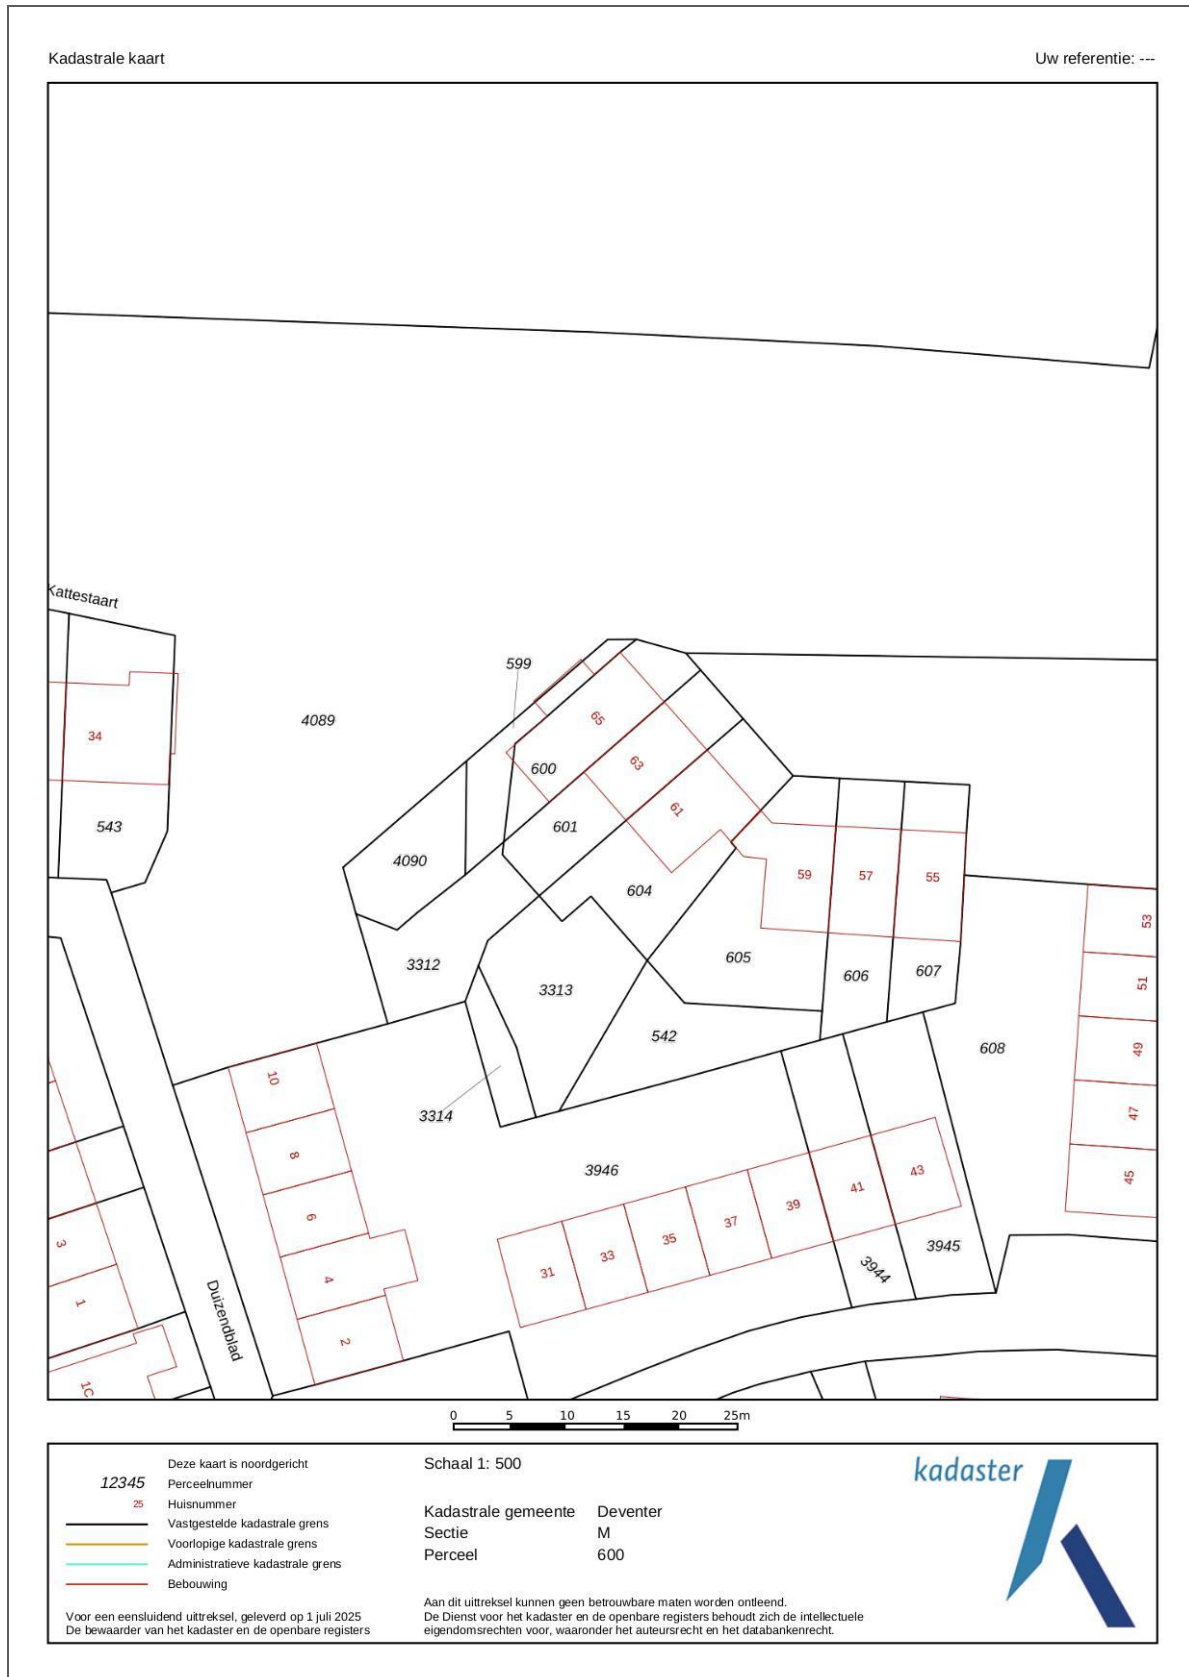 Kadastrale kaart
Uw referentie: ---
Kattestaart
599
4089
34
65
600
63
543
601
61
4090
604
59
57
55
53
3312
605
606
607
3313
51
542
608
49
10
3314
47
8
3946
45
43
41
6
39
37
35
33
31
3945
3944
3
4
1
Duizendblad
2
1C
0 5 10 15 20 25m
Deze kaart is noordgericht
12345 Perceelnummer
25 Huisnummer
Vastgestelde kadastrale grens
Voorlopige kadastrale grens
Administratieve kadastrale grens
Bebouwing
Voor een eensluidend uittreksel, geleverd op 1 juli 2025
De bewaarder van het kadaster en de openbare registers
Schaal 1: 500
Kadastrale gemeente Deventer
Sectie M
Perceel 600
Aan dit uittreksel kunnen geen betrouwbare maten worden ontleend.
De Dienst voor het kadaster en de openbare registers behoudt zich de intellectuele
eigendomsrechten voor, waaronder het auteursrecht en het databankenrecht.
kadaster